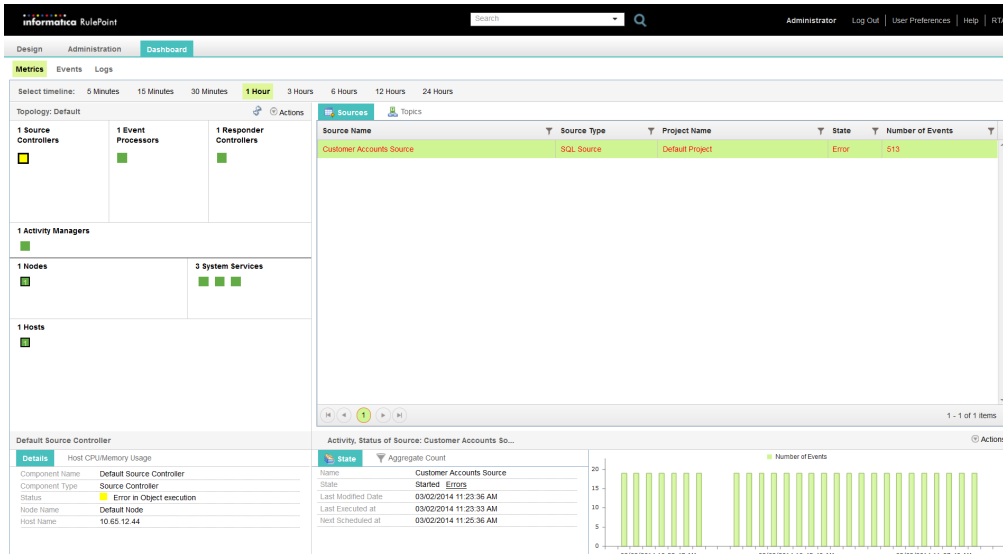 informatica RulePoint
Search
Administrator Log Out User Preferences Help
Design Administration Dashboard
Metrics Events Logs
Select timeline: 5 Minutes 15 Minutes 30 Minutes 1 Hour 3 Hours 6 Hours 12 Hours 24 Hours
Topology: Default Actions
Sources Topics
1 Source Controllers
1 Event Processors
1 Responder Controllers
1 Activity Managers
1 Nodes
1
3 System Services
1 Hosts
1
Source Name Source Type Project Name State Number of Events
Customer Accounts Source SQL Source Default Project Error 513
1
1 - 1 of 1 items
Default Source Controller
Details Host CPU/Memory Usage
Component Name Default Source Controller
Component Type Source Controller
Status Error in Object execution
Node Name Default Node
Host Name 10.65.12.44
Activity, Status of Source: Customer Accounts So... Actions
State Aggregate Count
Name Customer Accounts Source
State Started Errors
Last Modified Date 03/02/2014 11:23:36 AM
Last Executed at 03/02/2014 11:23:33 AM
Next Scheduled at 03/02/2014 11:25:36 AM
Number of Events
20
15
10
5
0